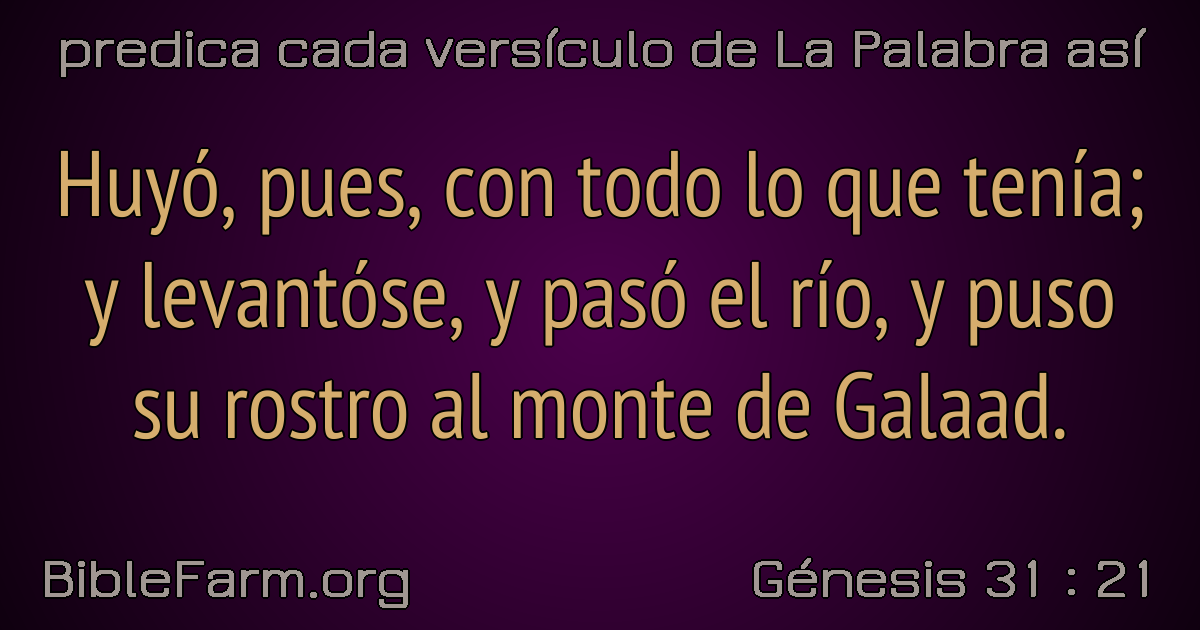 predica cada versículo de La Palabra así
Huyó, pues, con todo lo que tenía;
y levantóse, y pasó el río, y puso
su rostro al monte de Galaad.
BibleFarm.org
Génesis 31 : 21